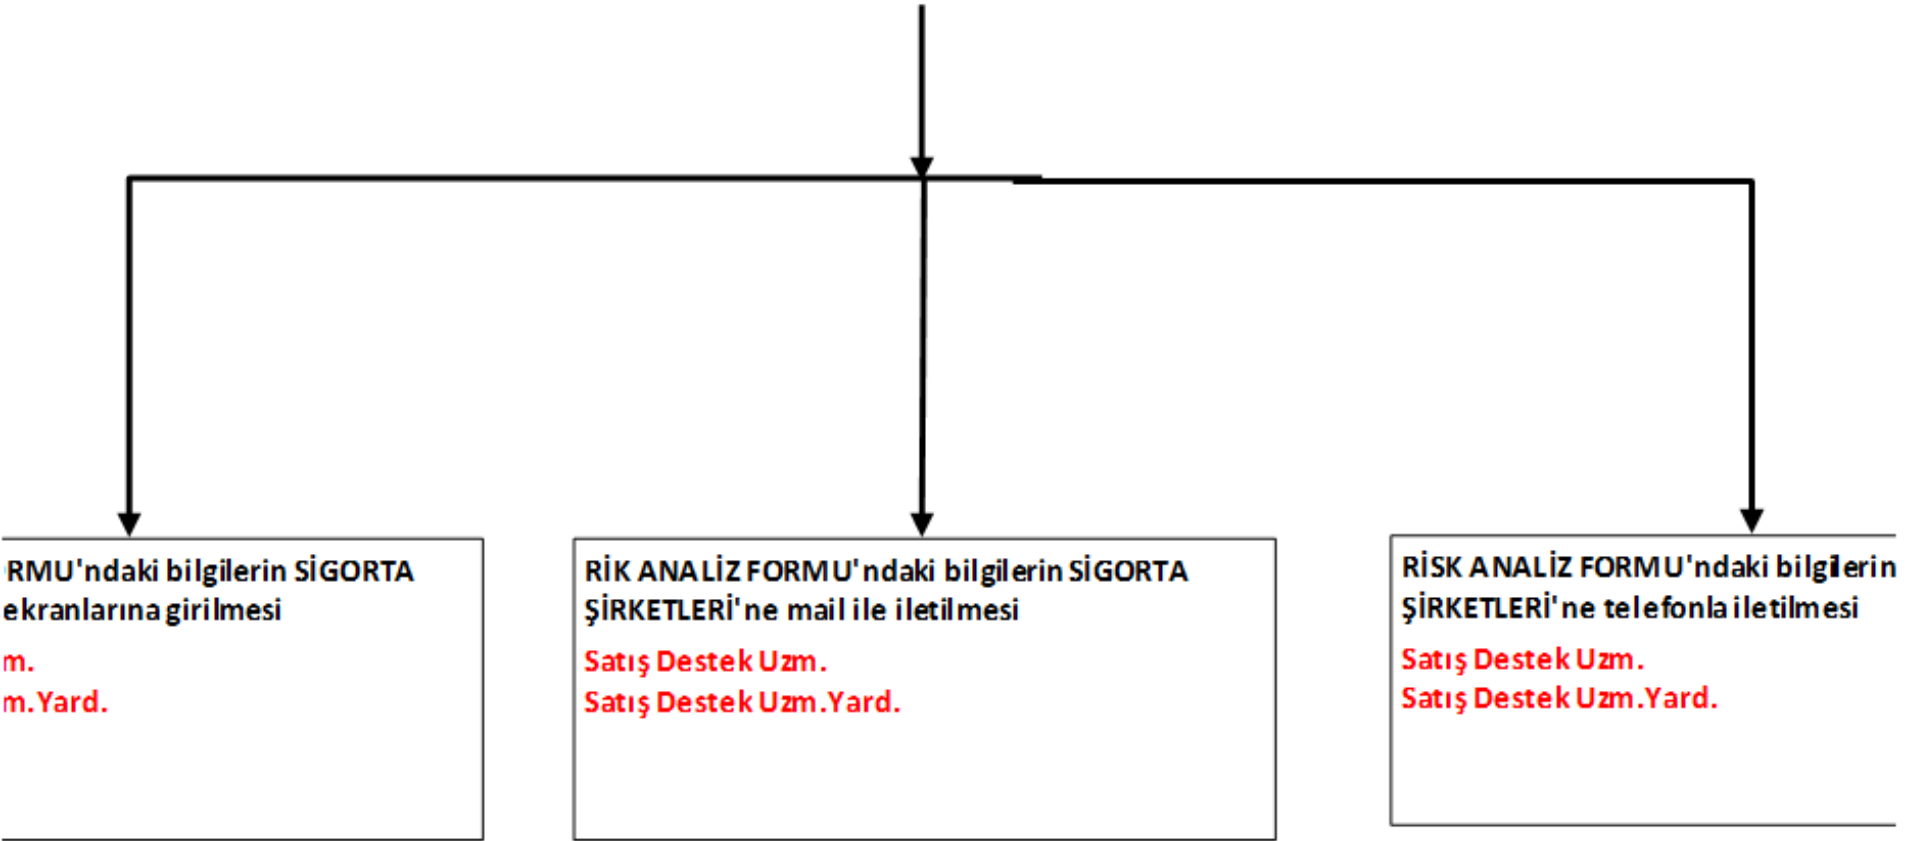 RMU'ndaki bilgilerin SİGORTA
ekranlarına girilmesi
m.
m.Yard.
RİK ANALİZ FORMU'ndaki bilgilerin SİGORTA
ŞİRKETLERİ'ne mail ile iletilmesi
Satış Destek Uzm.
Satış Destek Uzm.Yard.
RİSK ANALİZ FORMU'ndaki bilgilerin
ŞİRKETLERİ'ne telefonla iletilmesi
Satış Destek Uzm.
Satış Destek Uzm.Yard.